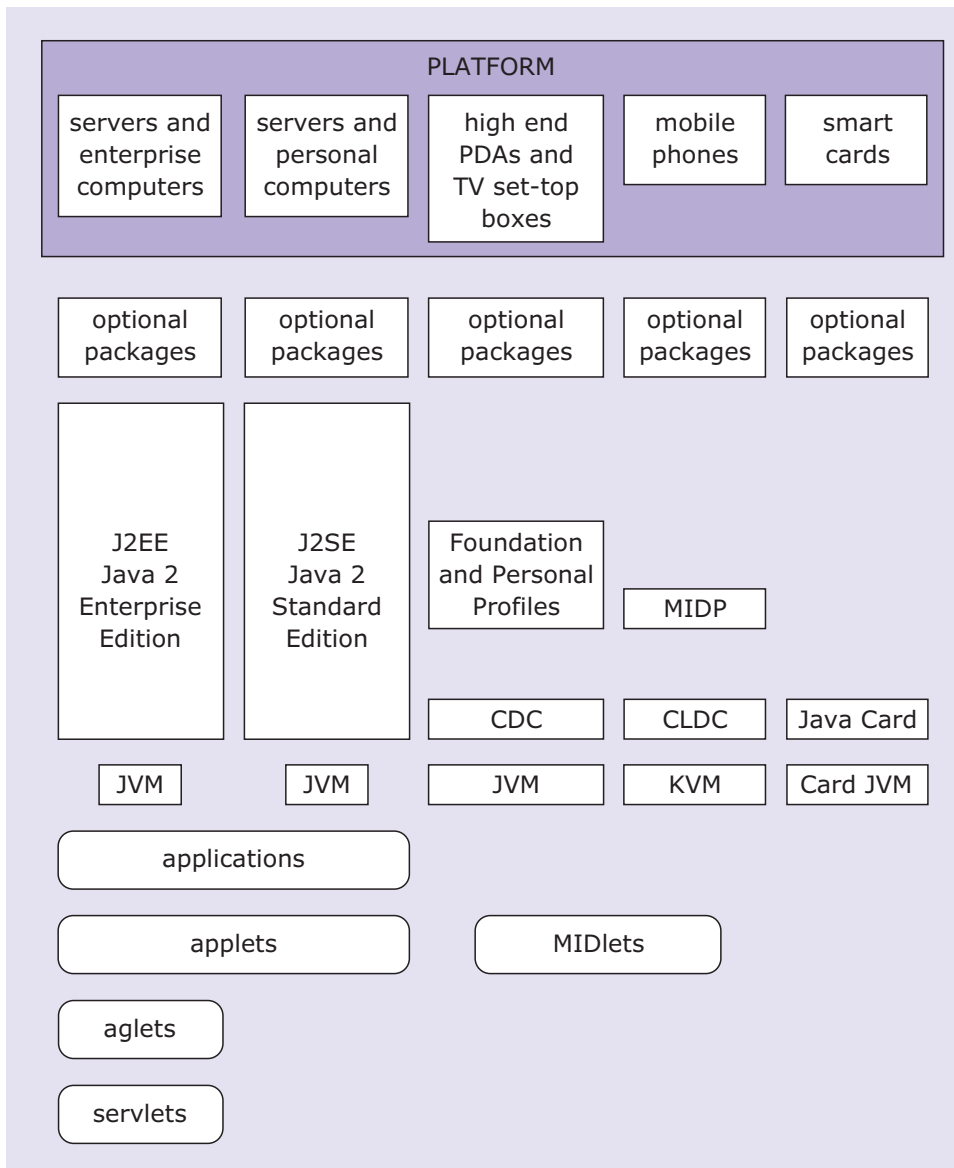 PLATFORM
servers and
enterprise
computers
servers and
personal
computers
high end
PDAs and
TV set-top
boxes
mobile
phones
smart
cards
optional
packages
optional
packages
optional
packages
optional
packages
optional
packages
J2EE
Java 2
Enterprise
Edition
J2SE
Java 2
Standard
Edition
Foundation
and Personal
Profiles
MIDP
CDC
CLDC
Java Card
JVM
JVM
JVM
KVM
Card JVM
applications
applets
MIDlets
aglets
servlets